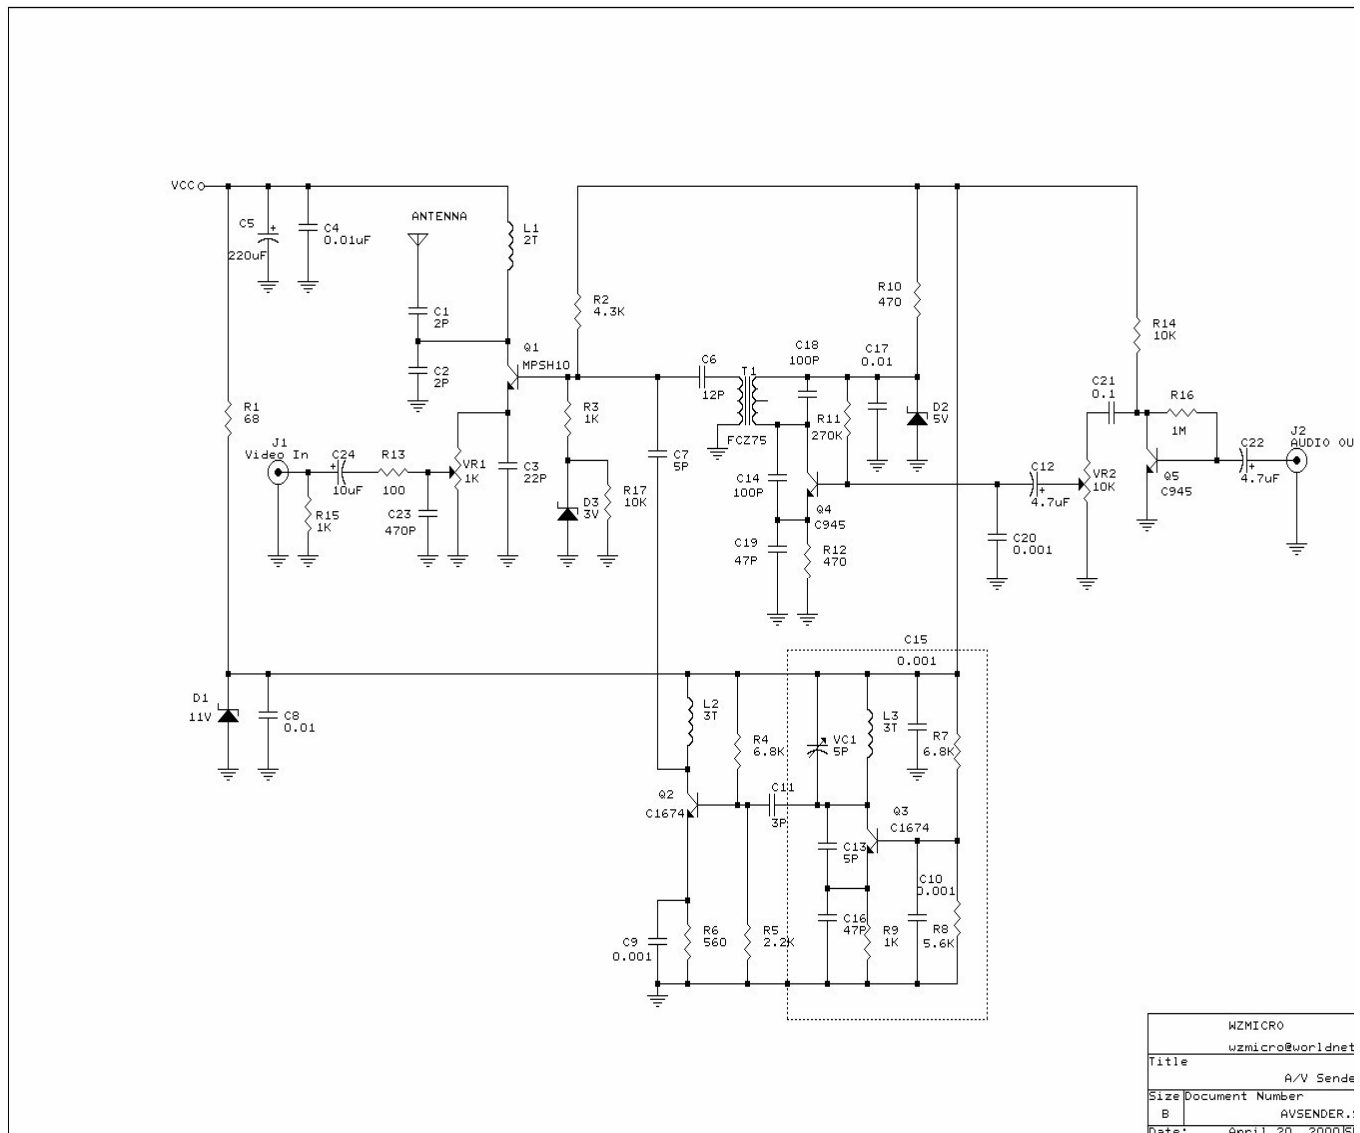 VCC
C5
220uF
C4
0.01uF
ANTENNA
L1
2T
C1
2P
C2
2P
Q1
MPSH10
R2
4.3K
R10
470
R14
10K
C6
12P
T1
FCZ75
C18
100P
C17
0.01
D2
5V
C21
0.1
R16
1M
J2
AUDIO OU
R1
68
J1
Video In
C24
10uF
R13
100
VR1
1K
R3
1K
C7
5P
R11
270K
C22
4.7uF
R15
1K
C23
470P
C3
22P
D3
3V
R17
10K
C14
100P
Q4
C945
C12
4.7uF
VR2
10K
Q5
C945
C19
47P
R12
470
C20
0.001
C15
0.001
D1
11V
C8
0.01
L2
3T
R4
6.8K
VC1
5P
L3
3T
R7
6.8K
Q2
C1674
C11
3P
Q3
C1674
C13
5P
C10
0.001
C9
0.001
R6
560
R5
2.2K
C16
47P
R9
1K
R8
5.6K
WZMICRO
wzmicro@worldnet
Title
A/V Sende
Size Document Number
B AVSENDER.
Date: April 20, 2000